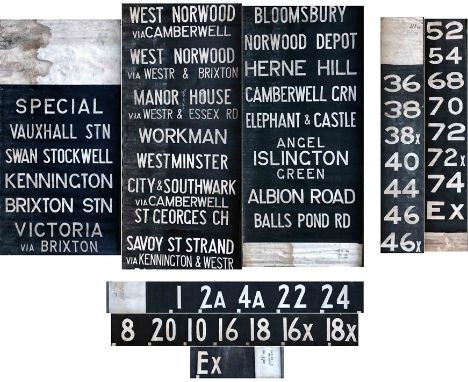 SPECIAL
VAUXHALL STN
SWAN STOCKWELL
KENNINGTON
BRIXTON STN
VICTORIA
VIA BRIXTON
WEST NORWOOD
VIA CAMBERWELL
WEST NORWOOD
VIA WESTR & BRIXTON
MANOR HOUSE
VIA WESTR & ESSEX RD
WORKMAN
WESTMINSTER
CITY & SOUTHWARK
VIA CAMBERWELL
ST GEORGES CH
SAVOY ST STRAND
VIA KENNINGTON & WESTR
BLOOMSBURY
NORWOOD DEPOT
HERNE HILL
CAMBERWELL GRN
ELEPHANT & CASTLE
ANGEL
ISLINGTON
GREEN
ALBION ROAD
BALLS POND RD
36
38
38X
40
44
46
46X
52
54
68
70
72
72X
74
EX
1 2A 4A 22 24
8 20 10 16 18 16X 18X
EX